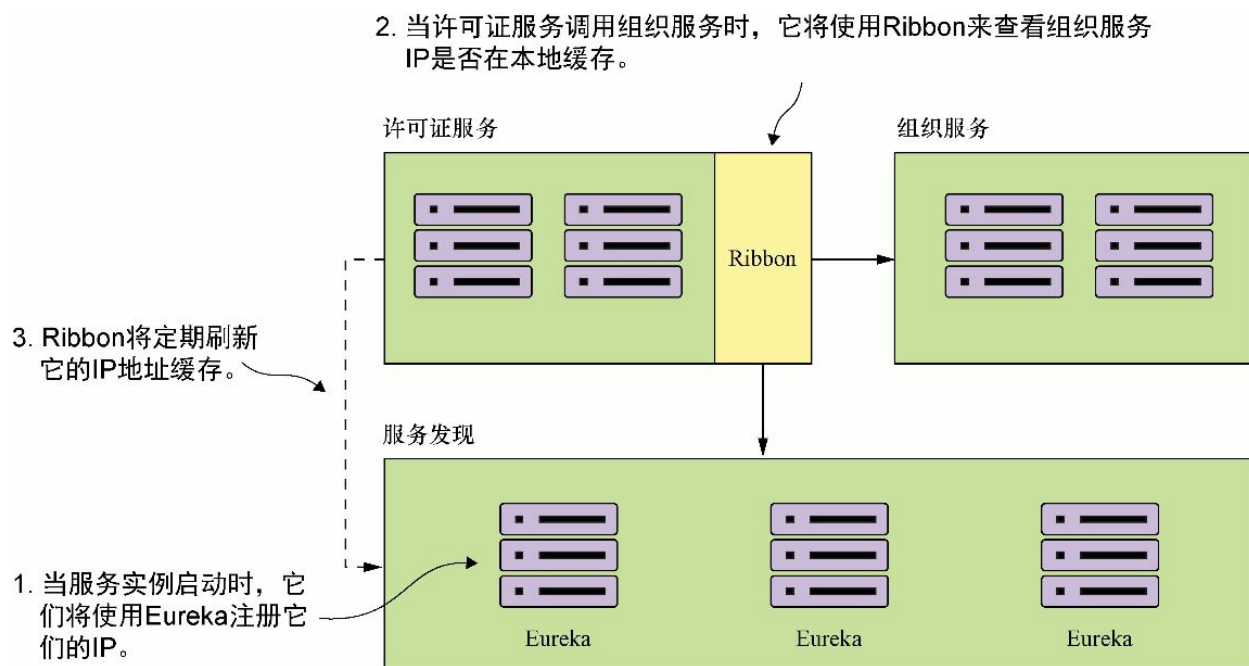 2. 当许可证服务调用组织服务时，它将使用Ribbon来查看组织服务
IP是否在本地缓存。
许可证服务
组织服务
Ribbon
3. Ribbon将定期刷新
它的IP地址缓存。
服务发现
1. 当服务实例启动时，它
们将使用Eureka注册它
们的IP。
Eureka
Eureka
Eureka